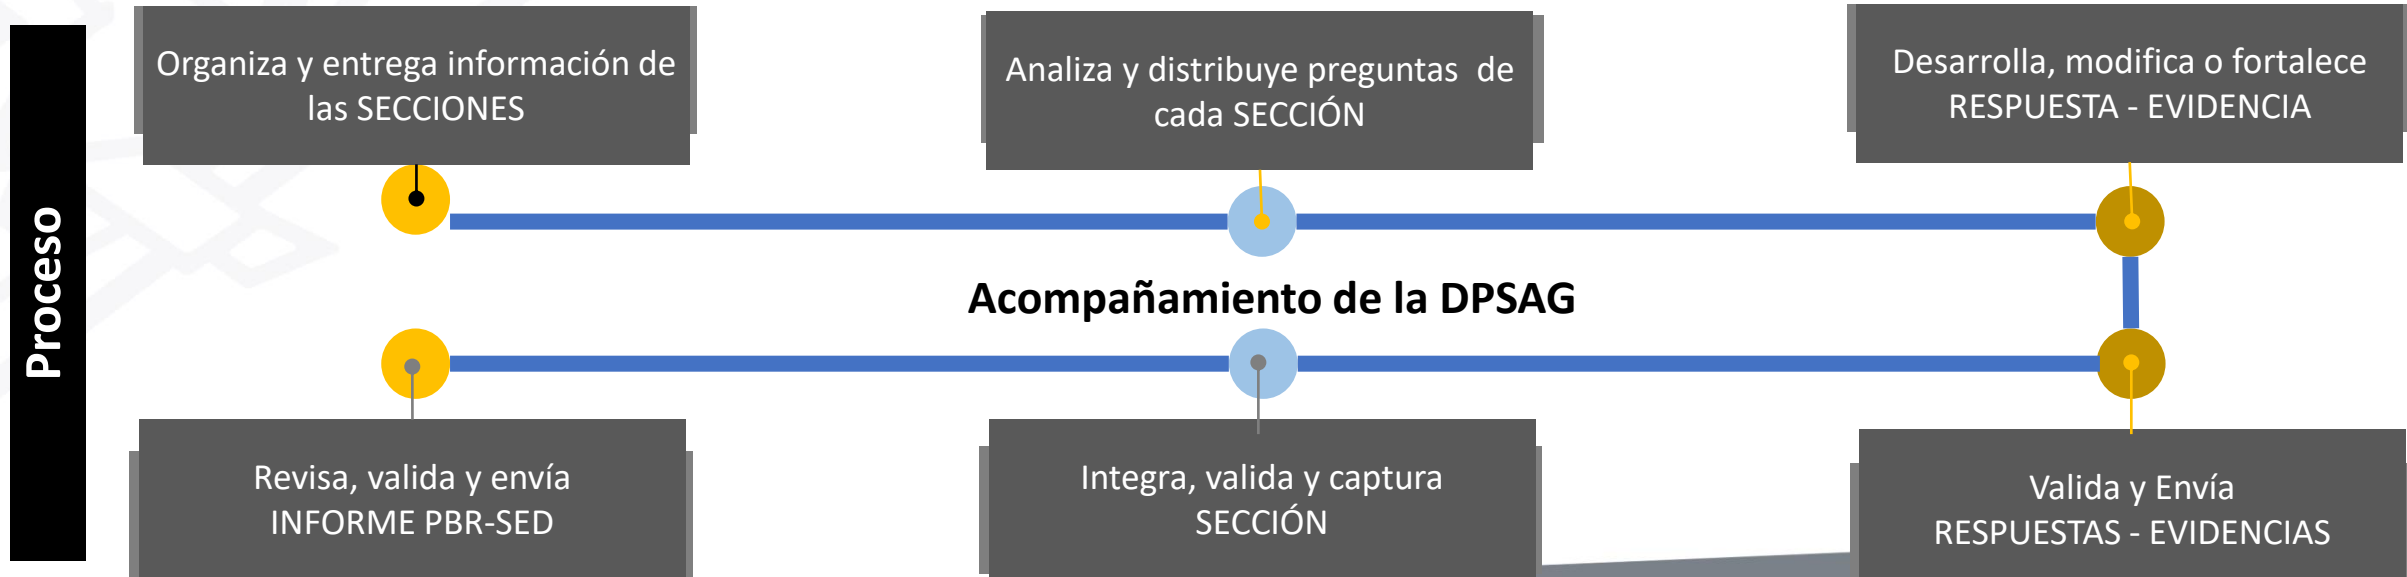 Proceso
Organiza y entrega información de
las SECCIONES
Analiza y distribuye preguntas  de
cada SECCIÓN
Desarrolla, modifica o fortalece
RESPUESTA - EVIDENCIA
Acompañamiento de la DPSAG
Revisa, valida y envía
INFORME PBR-SED
Integra, valida y captura
SECCIÓN
Valida y Envía
RESPUESTAS - EVIDENCIAS